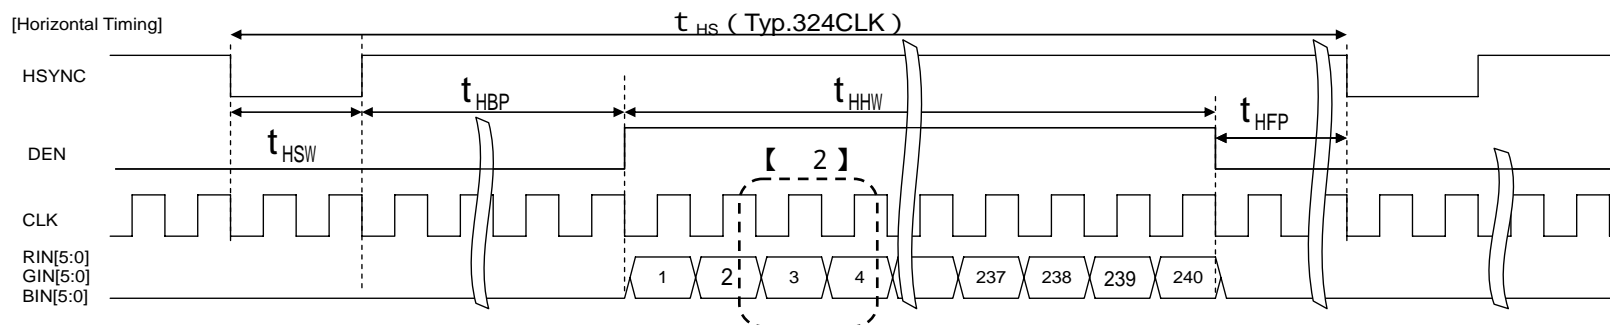 [Horizontal Timing]
t HS ( Typ.324CLK )
HSYNC
t HBP
t HHW
t HFP
t HSW
DEN
【 2 】
CLK
RIN[5:0]
GIN[5:0]
BIN[5:0]
1 2 3 4 237 238 239 240